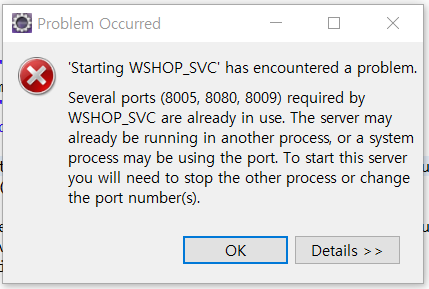 Problem Occurred
'Starting WSHOP_SVC' has encountered a problem.
Several ports (8005, 8080, 8009) required by
WSHOP_SVC are already in use. The server may
already be running in another process, or a system
process may be using the port. To start this server
you will need to stop the other process or change
the port number(s).
OK
Details >>